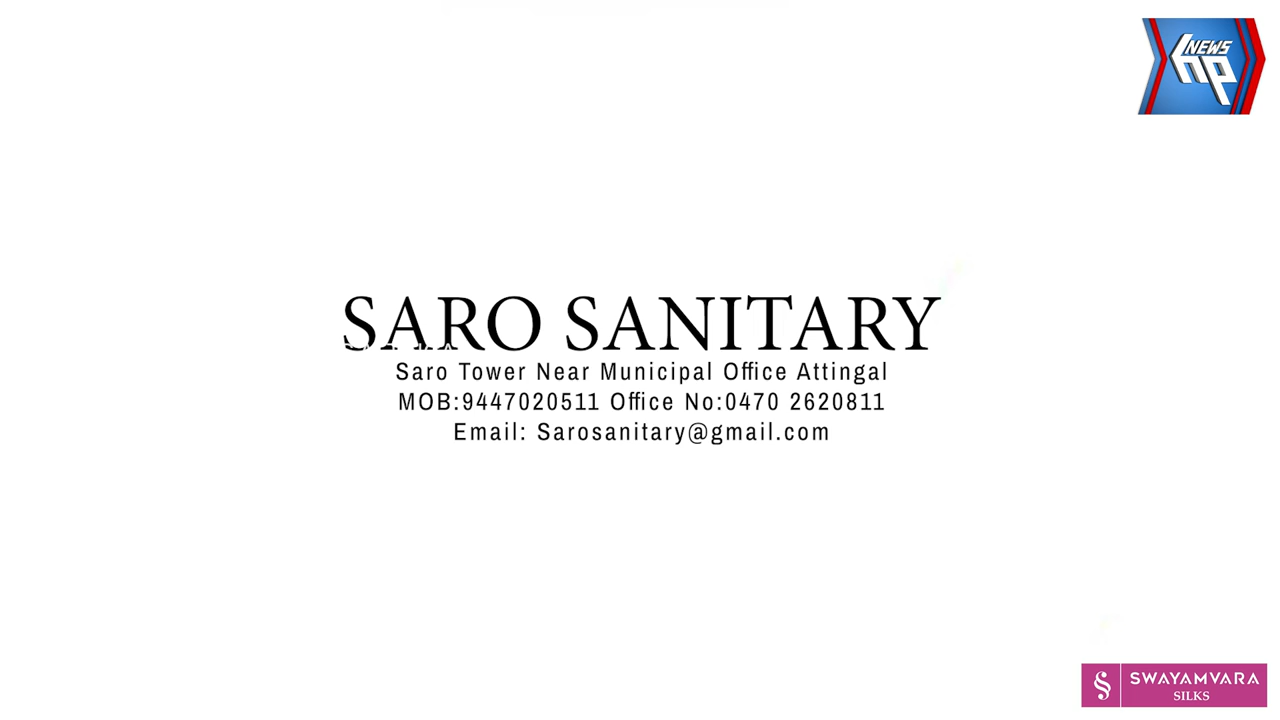 NEWS
np
SARO SANITARY
Saro Tower Near Municipal Office Attingal
MOB:9447020511 Office No:0470 2620811
Email: Sarosanitary@gmail.com
SWAYAMVARA
SILKS